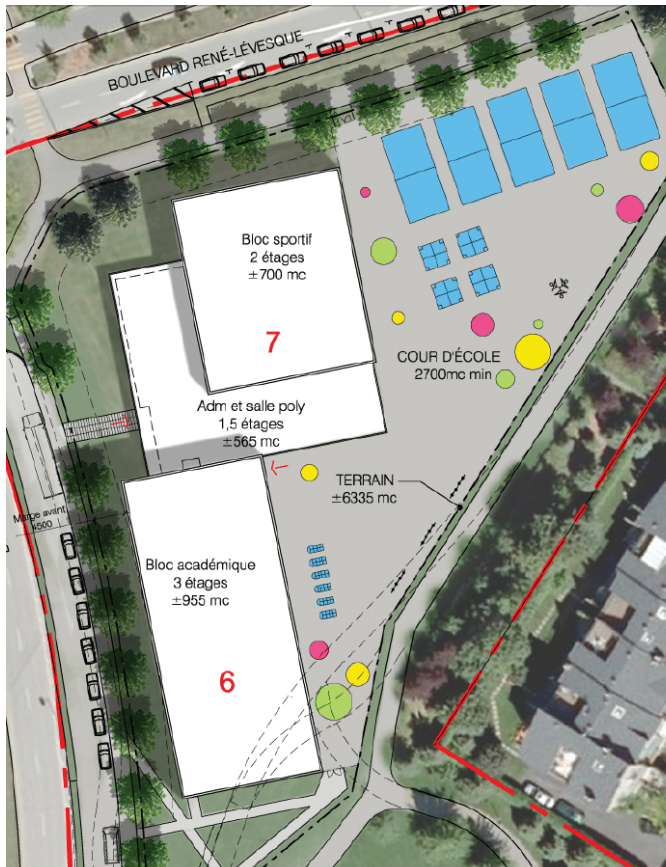 BOULEVARD RENÉ-LÉVESQUE
Bloc sportif
2 étages
±700 mc
7
COUR D'ÉCOLE
2700mc min
Adm et salle poly
1,5 étages
±565 mc
TERRAIN
±6335 mc
Marge avant
4500
Bloc académique
3 étages
±955 mc
6